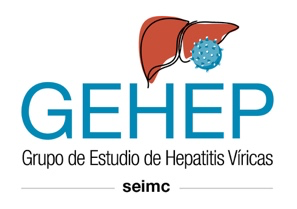 GEHEP
Grupo de Estudio de Hepatitis Víricas
seimc